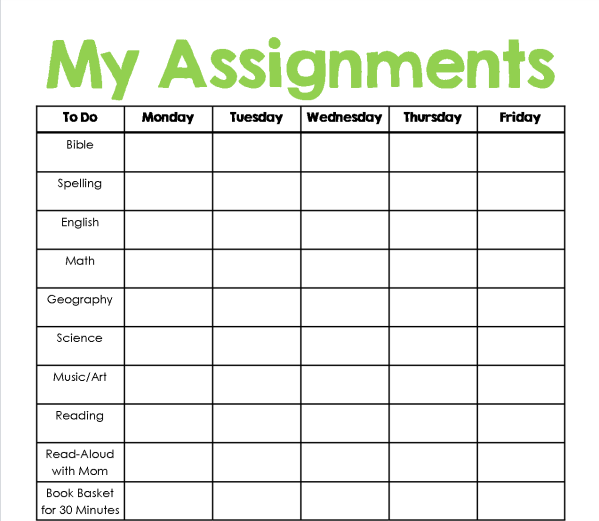 My Assignments
To Do Monday Tuesday Wednesday Thursday Friday
Bible
Spelling
English
Math
Geography
Science
Music/Art
Reading
Read-Aloud
with Mom
Book Basket
for 30 Minutes